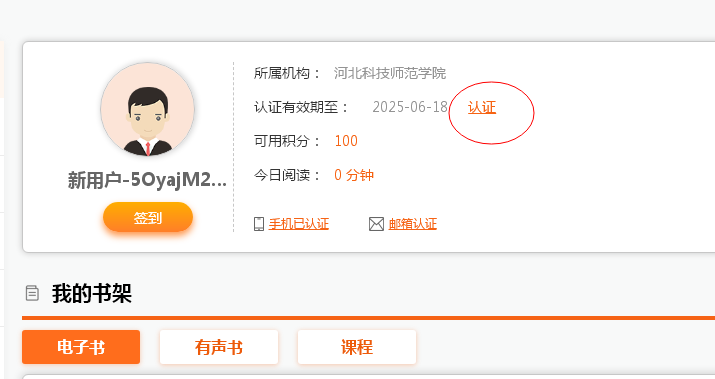 所属机构： 河北科技师范学院
认证有效期至： 2025-06-18 认证
可用积分： 100
今日阅读： 0 分钟
新用户-5OyajM2...
签到
手机已认证 邮箱认证
我的书架
电子书 有声书 课程